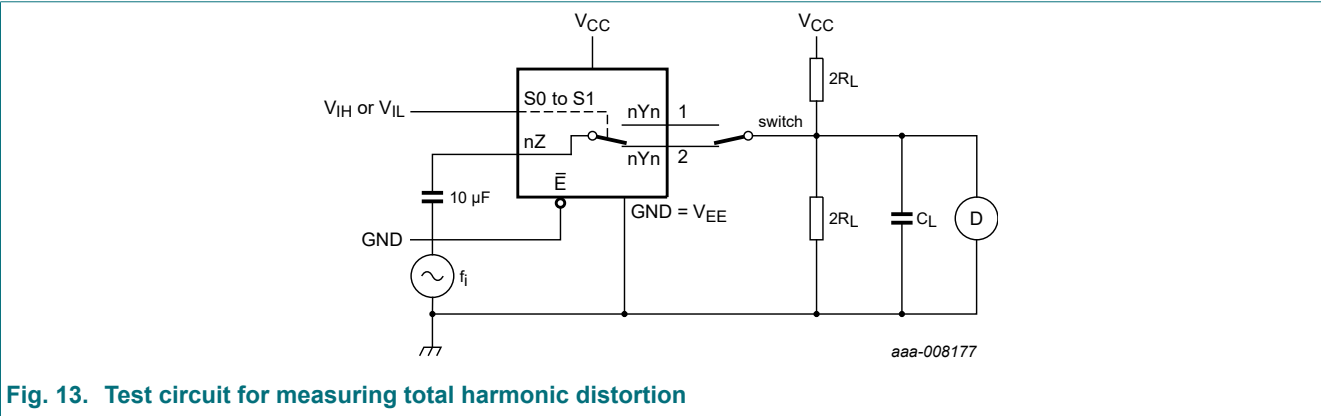 VCC
VCC
2RL
VIH or VIL
S0 to S1
nYn 1
switch
nZ
nYn 2
10 µF
E̅
GND = VEE
2RL
CL
D
GND
fi
aaa-008177
Fig. 13. Test circuit for measuring total harmonic distortion